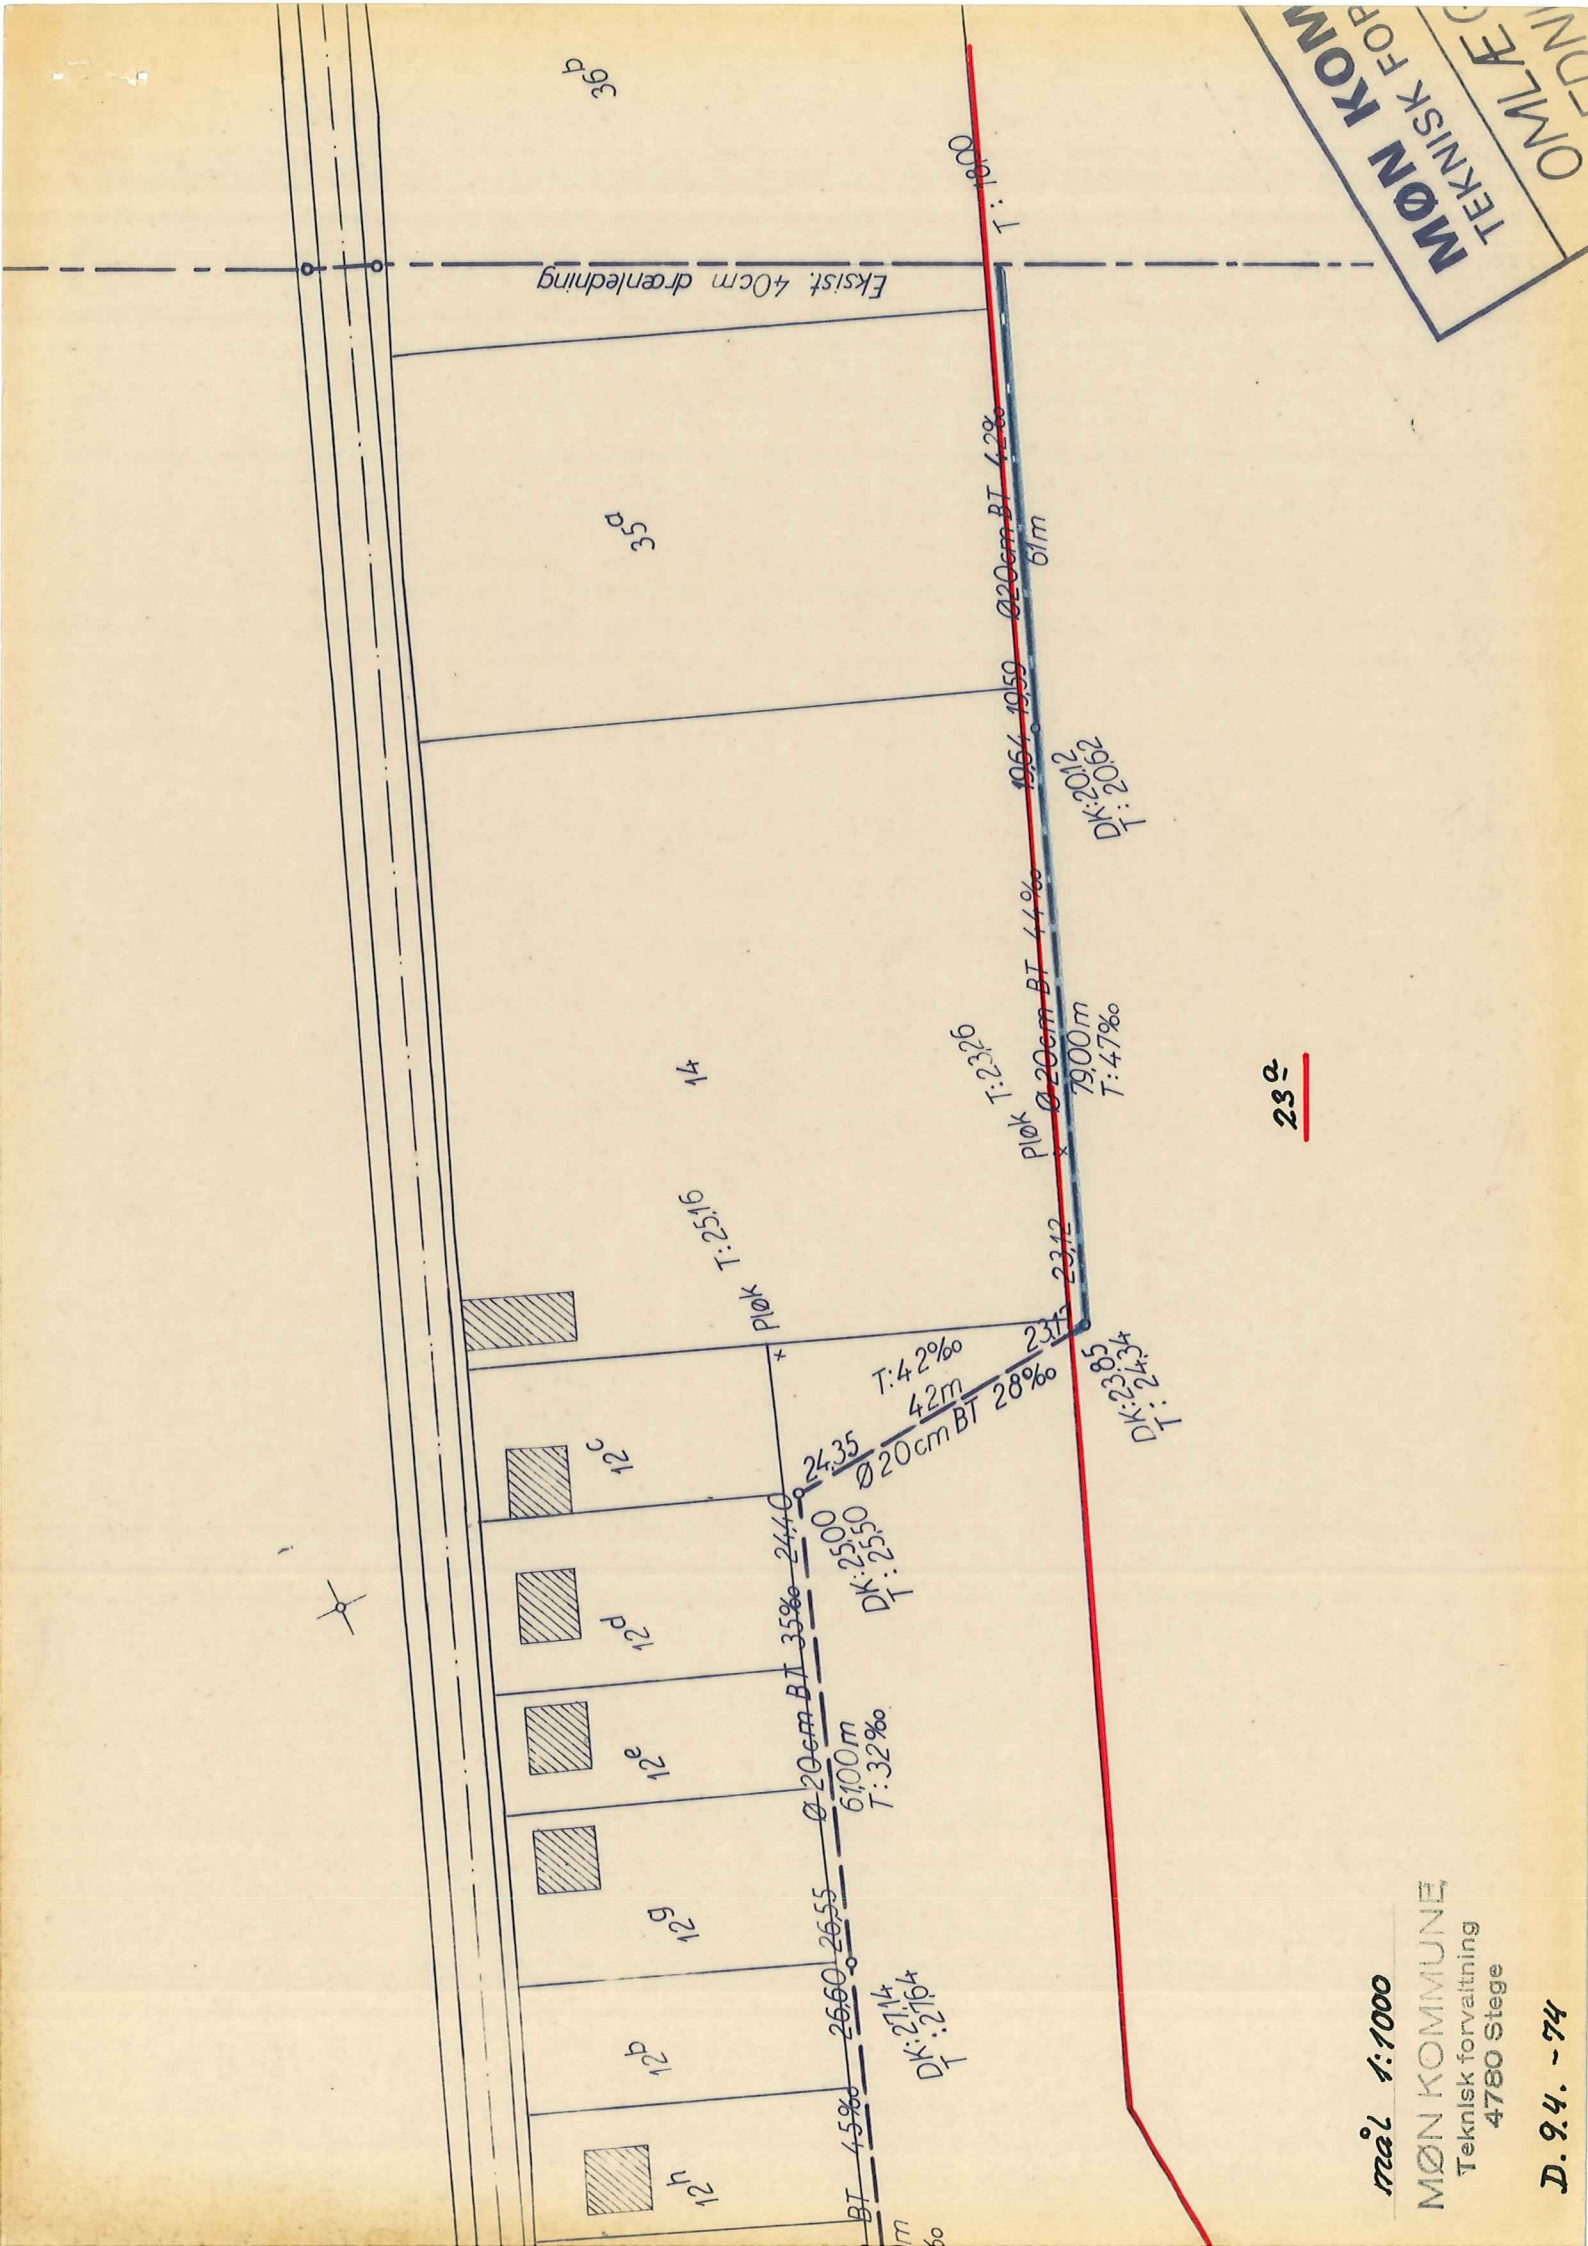 36b
Eksist. 40cm drænledning
T: 18,00
35a
Ø20cm BT 42‰
61m
19,64 19,59
DK:20,12
T: 20,62
14
Pløk T:23,26
Ø 20cm BT 44‰
79,00m
T: 47‰
23,12
Pløk T:25,16
23a
T:42‰
42m
Ø20cm BT 28‰
24,35
DK:23,85
T: 24,34
12c
24,40
DK:25,00
T: 25,50
12d
12e
Ø 20cm BT 35‰
61,00m
T: 32‰
12g
26,60 26,55
DK:27,14
T: 27,64
12b
12h
BT 45‰
m
MØN KOM
TEKNISK FOR
OMLÆ
mål 1:1000
MØN KOMMUNE
Teknisk forvaltning
4780 Stege
D. 9.4. -74